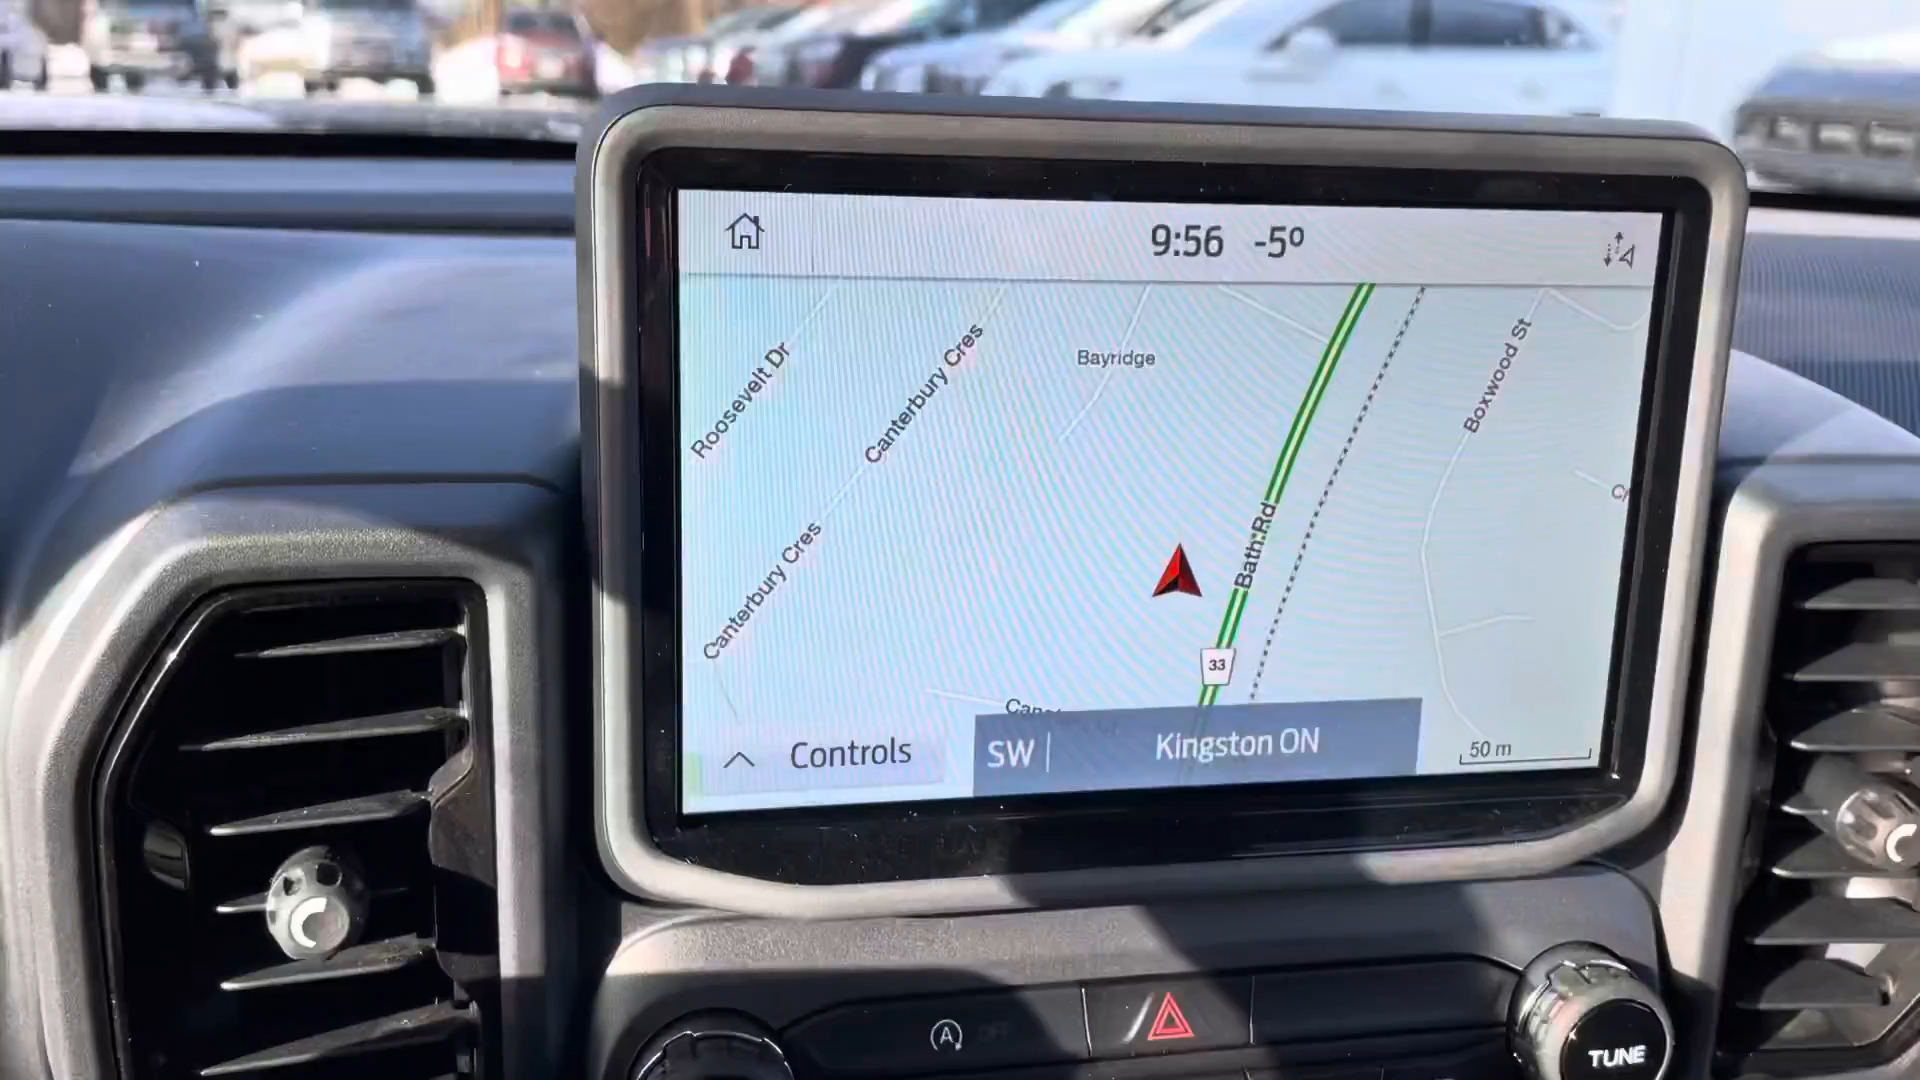 9:56 -5°
Roosevelt Dr
Canterbury Cres
Bayridge
Boxwood St
Canterbury Cres
Bath Rd
33
Controls
SW
Kingston ON
50 m
A OFF
TUNE